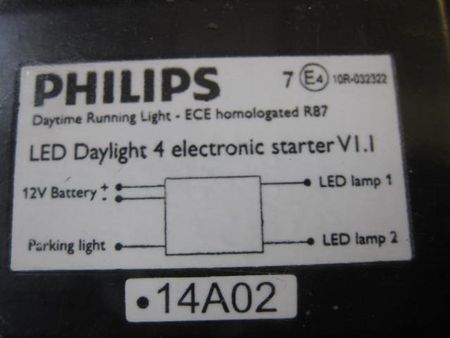 PHILIPS 7 E4 10R-032322
Daytime Running Light - ECE homologated R87
LED Daylight 4 electronic starter V1.1
12V Battery + - LED lamp 1
Parking light LED lamp 2
•14A02